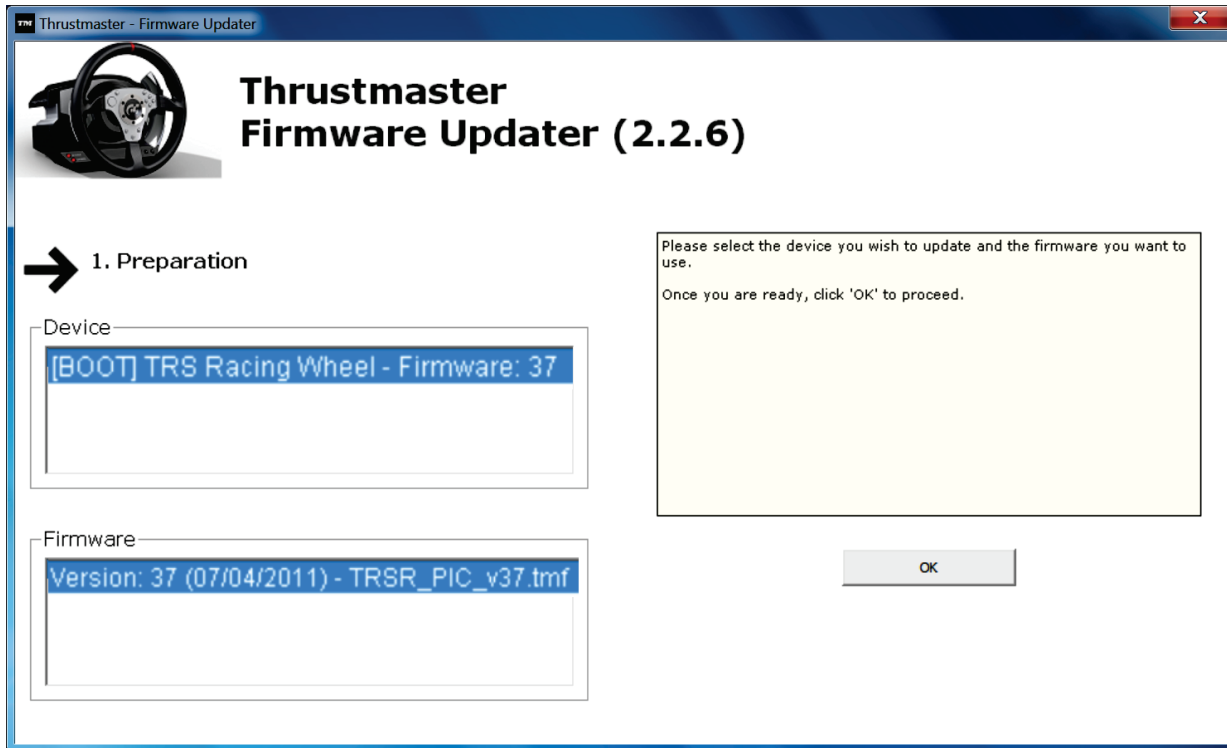 TM Thrustmaster - Firmware Updater
X
Thrustmaster
Firmware Updater (2.2.6)
1. Preparation
Please select the device you wish to update and the firmware you want to
use.
Once you are ready, click 'OK' to proceed.
Device
[BOOT] TRS Racing Wheel - Firmware: 37
Firmware
Version: 37 (07/04/2011) - TRSR_PIC_v37.tmf
OK